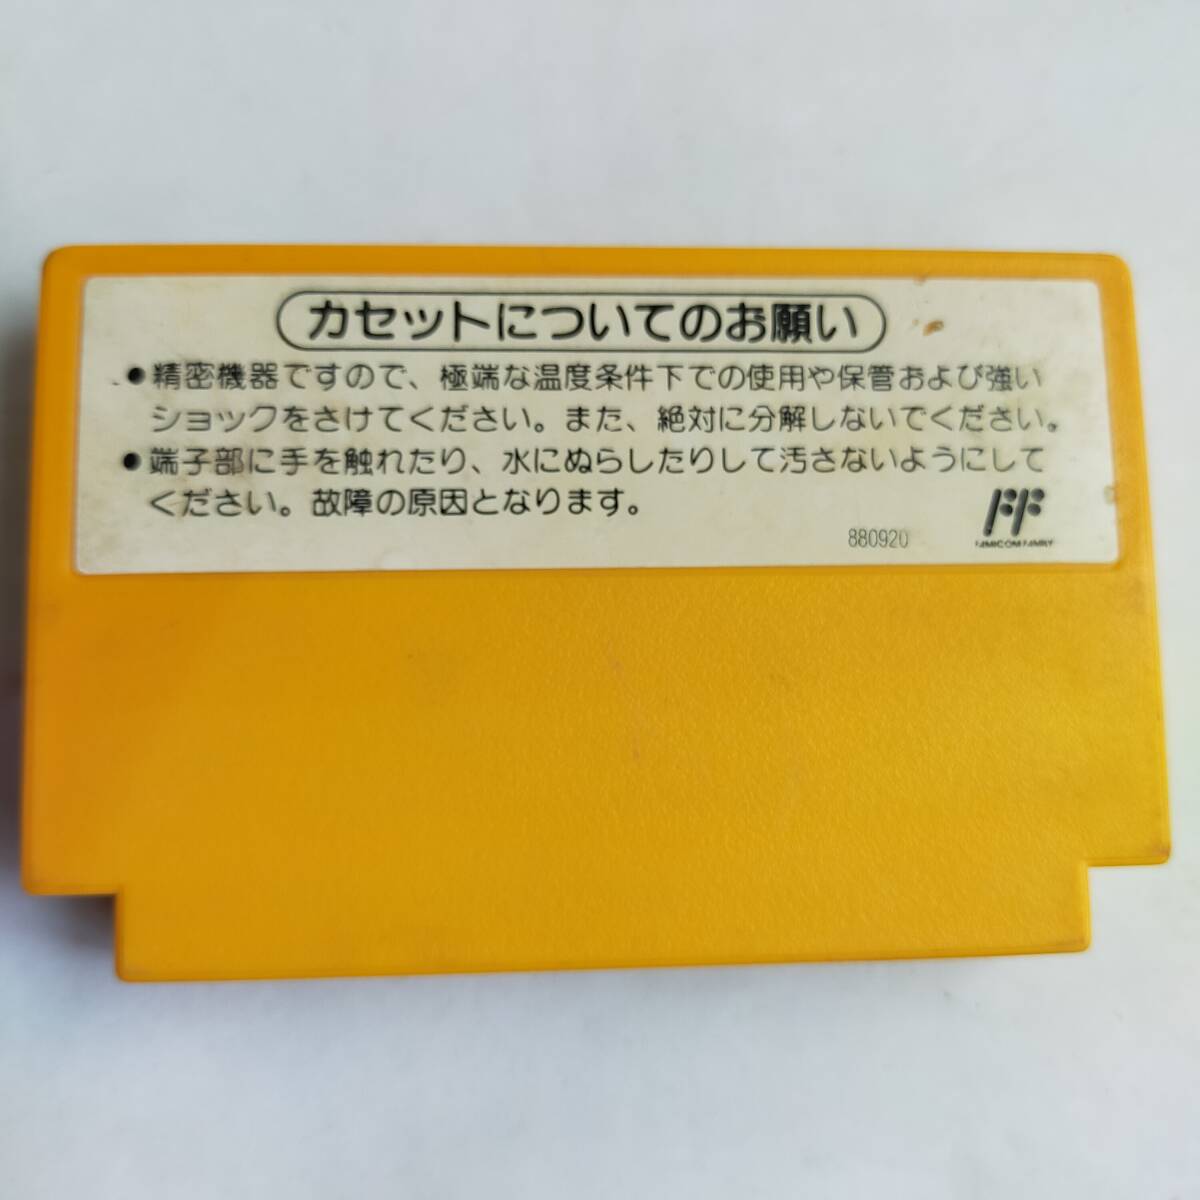 カセットについてのお願い
●精密機器ですので、極端な温度条件下での使用や保管および強い
ショックをさけてください。また、絶対に分解しないでください。
●端子部に手を触れたり、水にぬらしたりして汚さないようにして
ください。故障の原因となります。
FF
880920
FAMICOM FAMILY